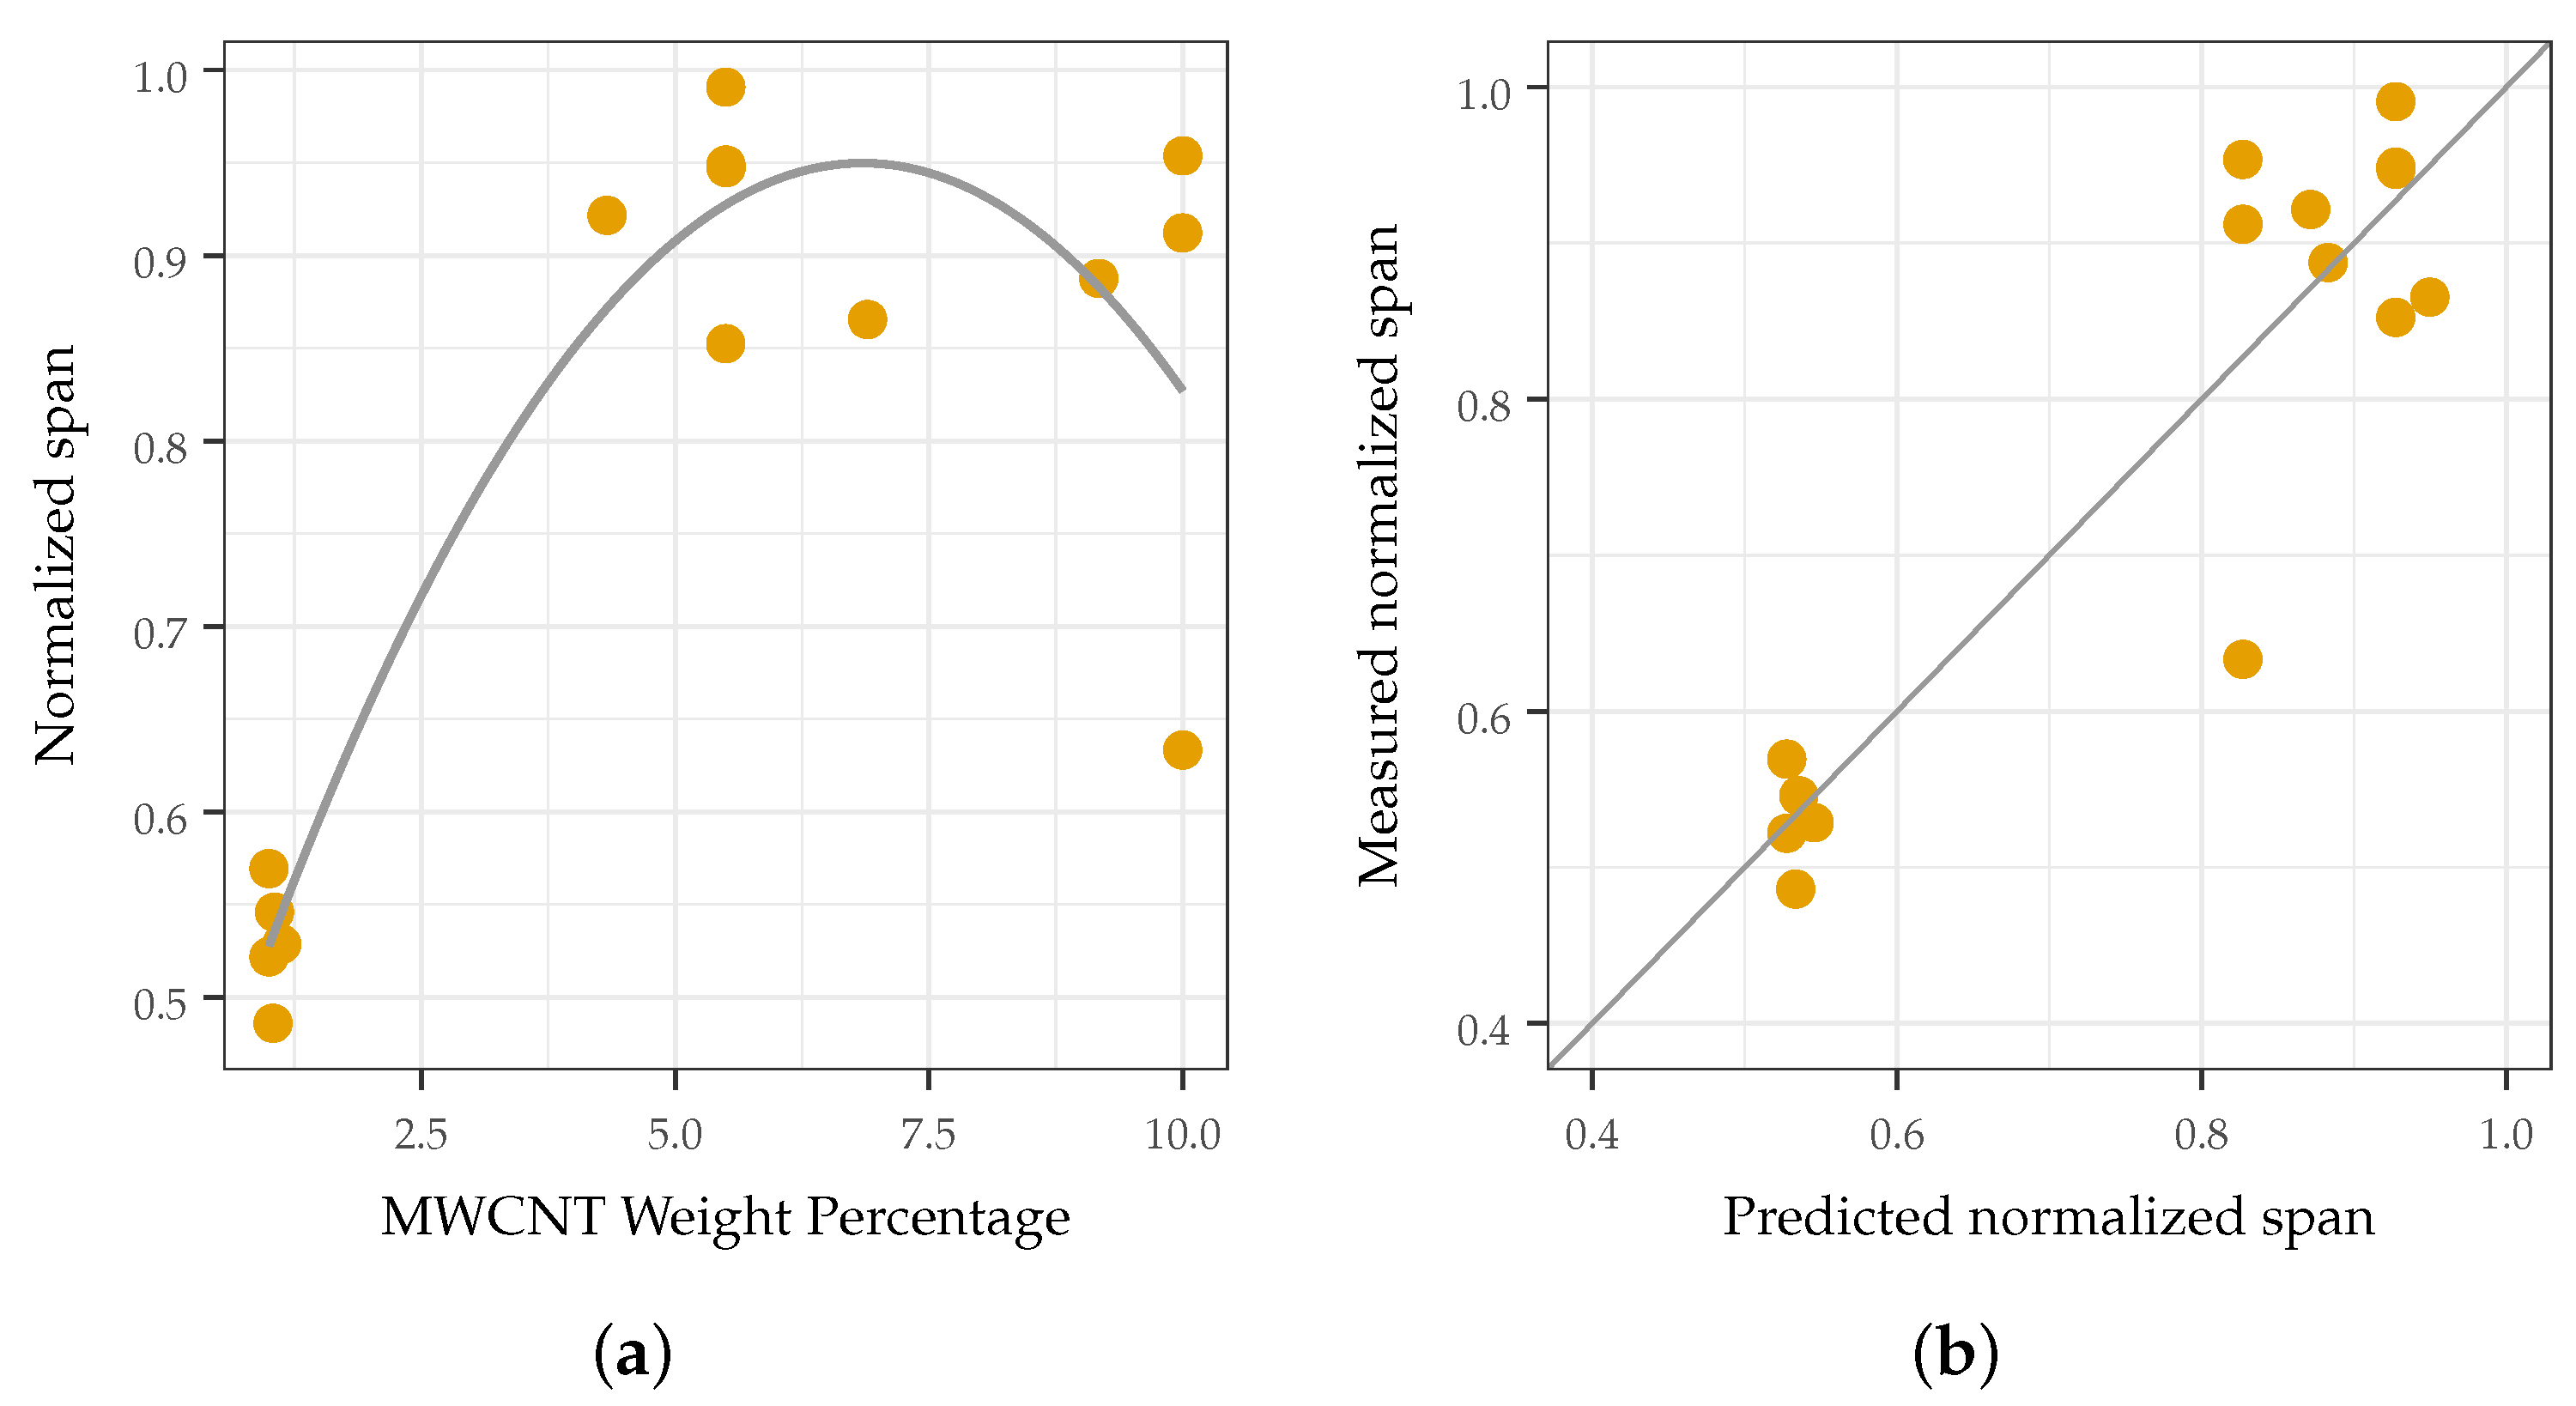 1.0
0.9
0.8
0.7
0.6
0.5
Normalized span
2.5 5.0 7.5 10.0
MWCNT Weight Percentage
(a)
1.0
0.8
0.6
0.4
Measured normalized span
0.4 0.6 0.8 1.0
Predicted normalized span
(b)